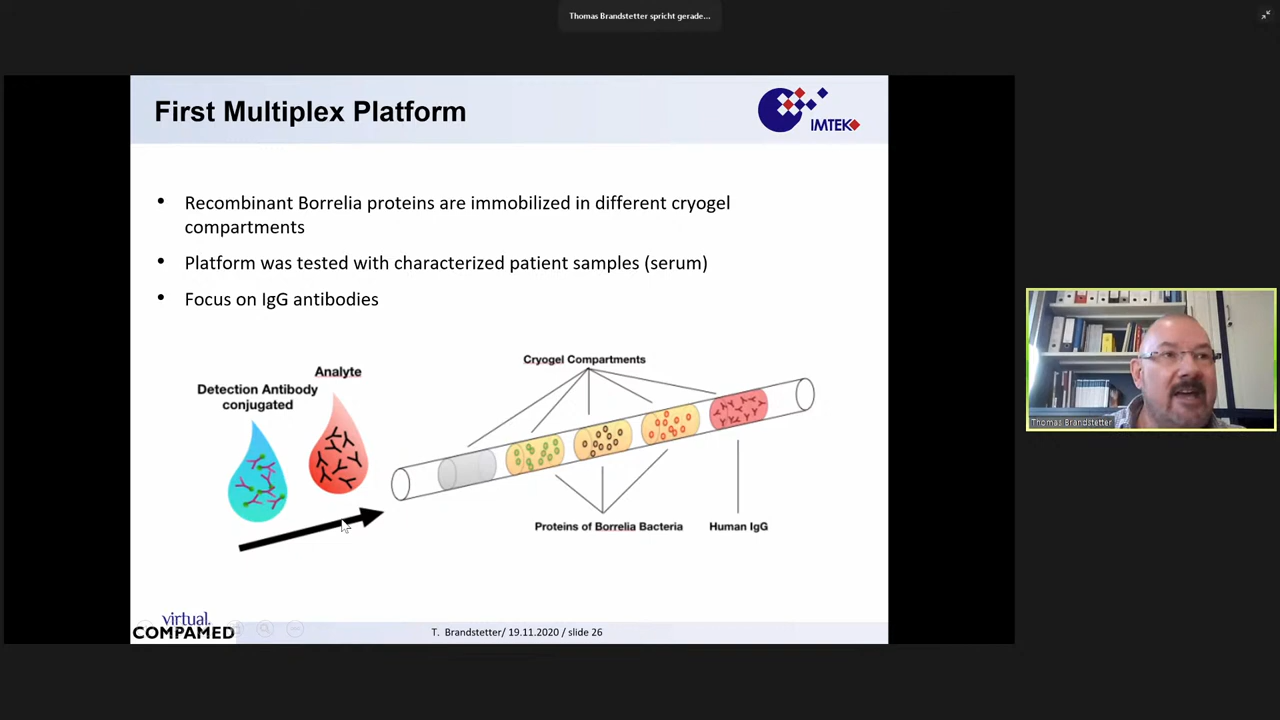 Thomas Brandstetter spricht gerade...
First Multiplex Platform
IMTEK
• Recombinant Borrelia proteins are immobilized in different cryogel
compartments
• Platform was tested with characterized patient samples (serum)
• Focus on IgG antibodies
Cryogel Compartments
Analyte
Detection Antibody
conjugated
Proteins of Borrelia Bacteria
Human IgG
Thomas Brandstetter
virtual.
COMPAMED
T. Brandstetter/ 19.11.2020 / slide 26